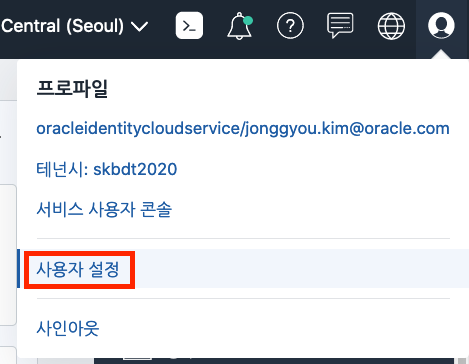 Central (Seoul)
프로파일
oracleidentitycloudservice/jonggyou.kim@oracle.com
테넌시: skbdt2020
서비스 사용자 콘솔
사용자 설정
사인아웃